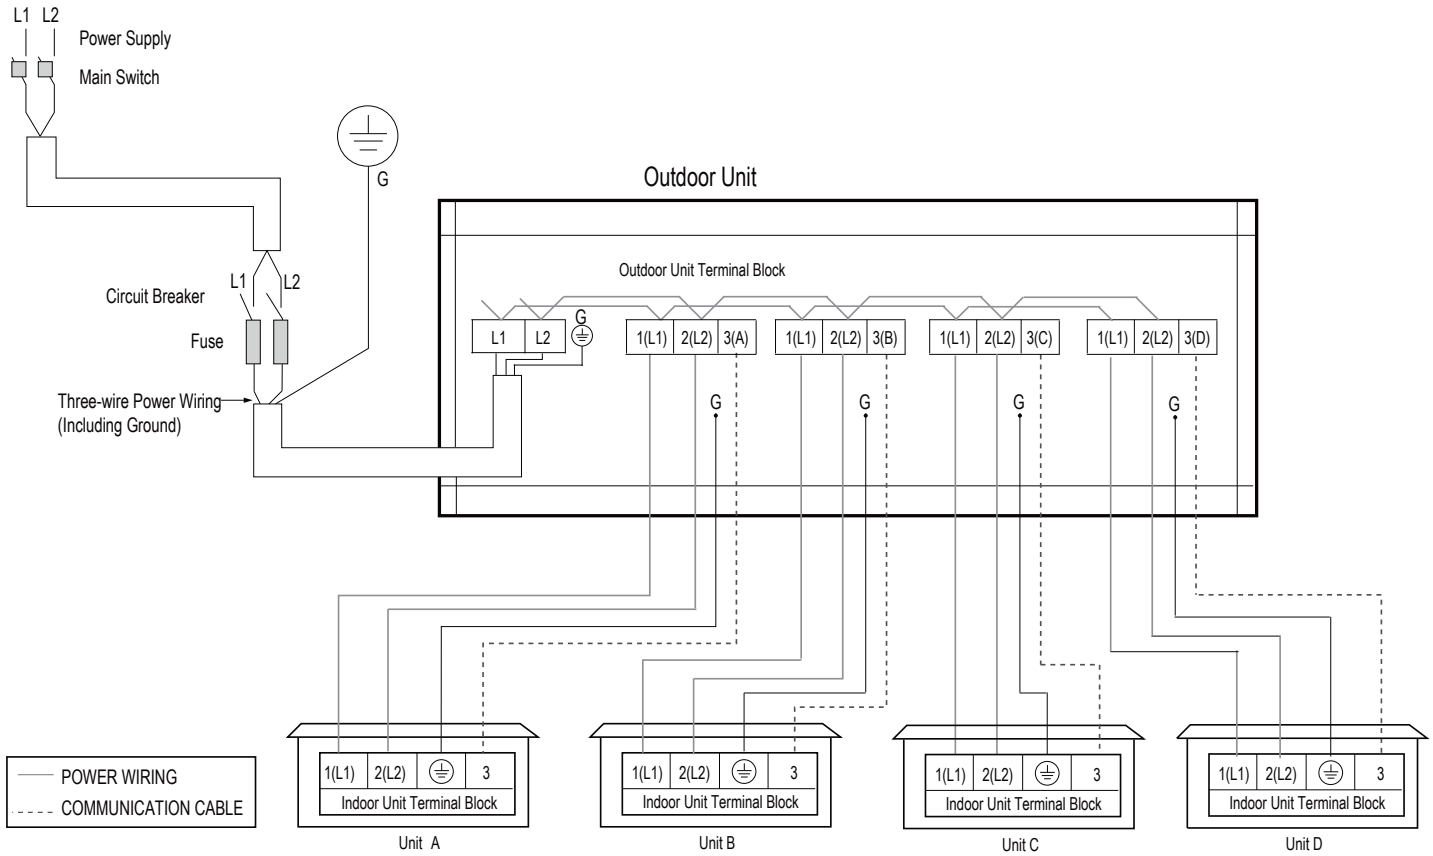 L1 L2
Power Supply
Main Switch
G
Outdoor Unit
Outdoor Unit Terminal Block
L1 L2
Circuit Breaker
Fuse
G
L1 L2
1(L1) 2(L2) 3(A)
1(L1) 2(L2) 3(B)
1(L1) 2(L2) 3(C)
1(L1) 2(L2) 3(D)
Three-wire Power Wiring
(Including Ground)
G G G G
1(L1) 2(L2) 3
Indoor Unit Terminal Block
Unit A
1(L1) 2(L2) 3
Indoor Unit Terminal Block
Unit B
1(L1) 2(L2) 3
Indoor Unit Terminal Block
Unit C
1(L1) 2(L2) 3
Indoor Unit Terminal Block
Unit D
POWER WIRING
COMMUNICATION CABLE